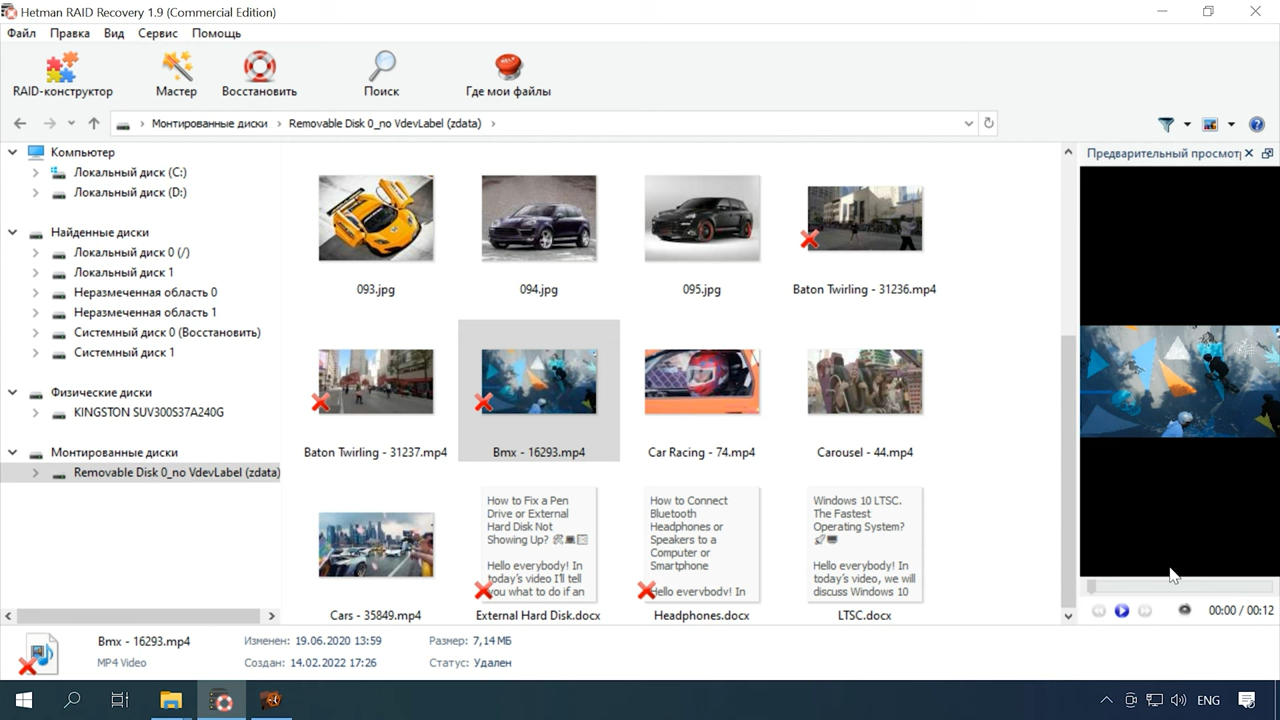 Hetman RAID Recovery 1.9 (Commercial Edition)
Файл Правка Вид Сервис Помощь
RAID-конструктор Мастер Восстановить Поиск Где мои файлы
Монтированные диски Removable Disk 0_no VdevLabel (zdata)
Компьютер
Локальный диск (C:)
Локальный диск (D:)
Найденные диски
Локальный диск 0 (/)
Локальный диск 1
Неразмеченная область 0
Неразмеченная область 1
Системный диск 0 (Восстановить)
Системный диск 1
Физические диски
KINGSTON SUV300S37A240G
Монтированные диски
Removable Disk 0_no VdevLabel (zdata)
093.jpg 094.jpg 095.jpg Baton Twirling - 31236.mp4
Baton Twirling - 31237.mp4 Bmx - 16293.mp4 Car Racing - 74.mp4 Carousel - 44.mp4
How to Fix a Pen
Drive or External
Hard Disk Not
Showing Up?
Hello everybody! In
today's video I'll tell
you what to do if an
How to Connect
Bluetooth
Headphones or
Speakers to a
Computer or
Smartphone
Hello everybody! In
Windows 10 LTSC.
The Fastest
Operating System?
Hello everybody! In
today's video, we will
discuss Windows 10
Cars - 35849.mp4 External Hard Disk.docx Headphones.docx LTSC.docx
Предварительный просмотр
00:00 / 00:12
Bmx - 16293.mp4 Изменен: 19.06.2020 13:59 Размер: 7,14 МБ
MP4 Video Создан: 14.02.2022 17:26 Статус: Удален
ENG